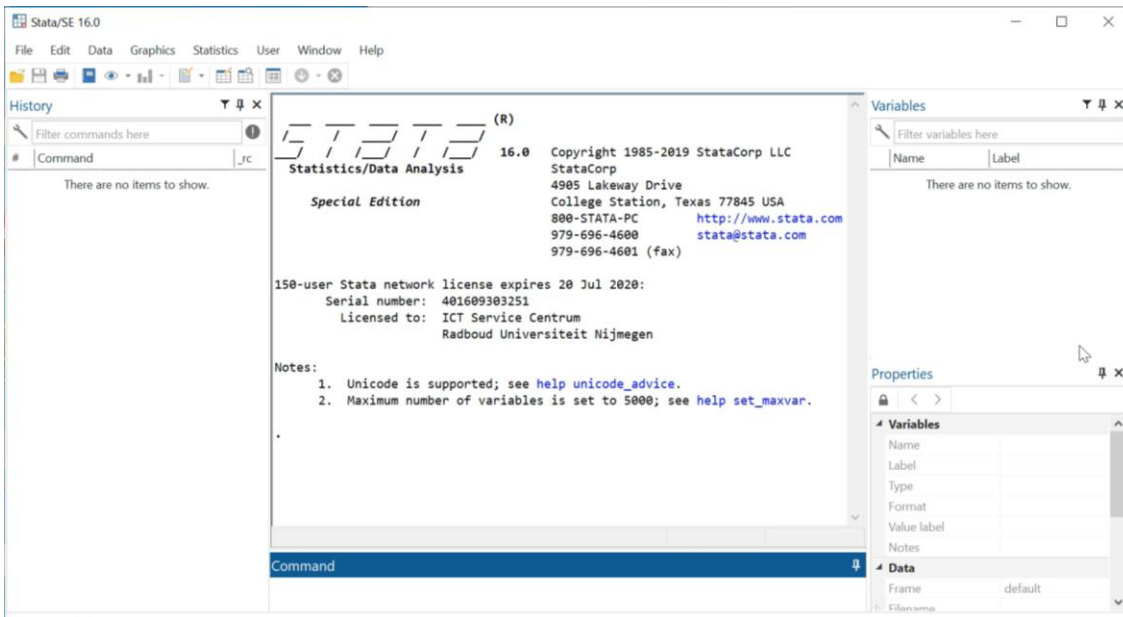 Stata/SE 16.0
File Edit Data Graphics Statistics User Window Help
History
Filter commands here
# Command _rc
There are no items to show.
(R)
STATA
16.0 Copyright 1985-2019 StataCorp LLC
Statistics/Data Analysis StataCorp
4905 Lakeway Drive
Special Edition College Station, Texas 77845 USA
800-STATA-PC http://www.stata.com
979-696-4600 stata@stata.com
979-696-4601 (fax)
150-user Stata network license expires 20 Jul 2020:
Serial number: 401609303251
Licensed to: ICT Service Centrum
Radboud Universiteit Nijmegen
Notes:
1. Unicode is supported; see help unicode_advice.
2. Maximum number of variables is set to 5000; see help set_maxvar.
.
Command
Variables
Filter variables here
Name Label
There are no items to show.
Properties
Variables
Name
Label
Type
Format
Value label
Notes
Data
Frame default
Filename